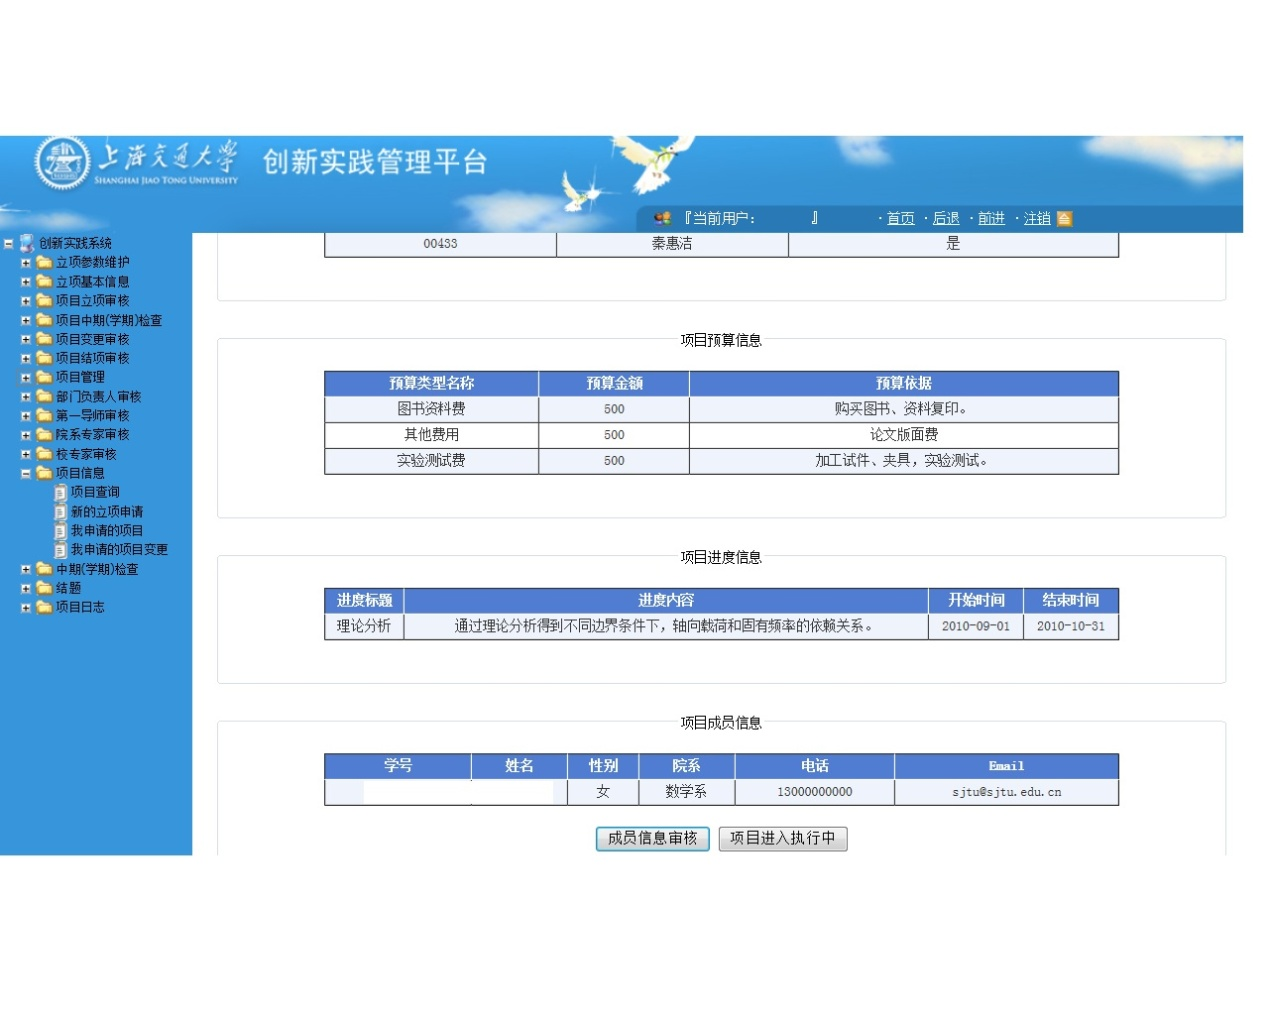 上海交通大学 创新实践管理平台
SHANGHAI JIAO TONG UNIVERSITY
『当前用户： 』 ·首页 ·后退 ·前进 ·注销
创新实践系统
立项参数维护
立项基本信息
项目立项审核
项目中期(学期)检查
项目变更审核
项目结项审核
项目管理
部门负责人审核
第一导师审核
院系专家审核
校专家审核
项目信息
项目查询
新的立项申请
我申请的项目
我申请的项目变更
中期(学期)检查
结题
项目日志
00433 秦惠洁 是
项目预算信息
预算类型名称 预算金额 预算依据
图书资料费 500 购买图书、资料复印。
其他费用 500 论文版面费
实验测试费 500 加工试件、夹具，实验测试。
项目进度信息
进度标题 进度内容 开始时间 结束时间
理论分析 通过理论分析得到不同边界条件下，轴向载荷和固有频率的依赖关系。 2010-09-01 2010-10-31
项目成员信息
学号 姓名 性别 院系 电话 Email
女 数学系 13000000000 sjtu@sjtu.edu.cn
成员信息审核 项目进入执行中